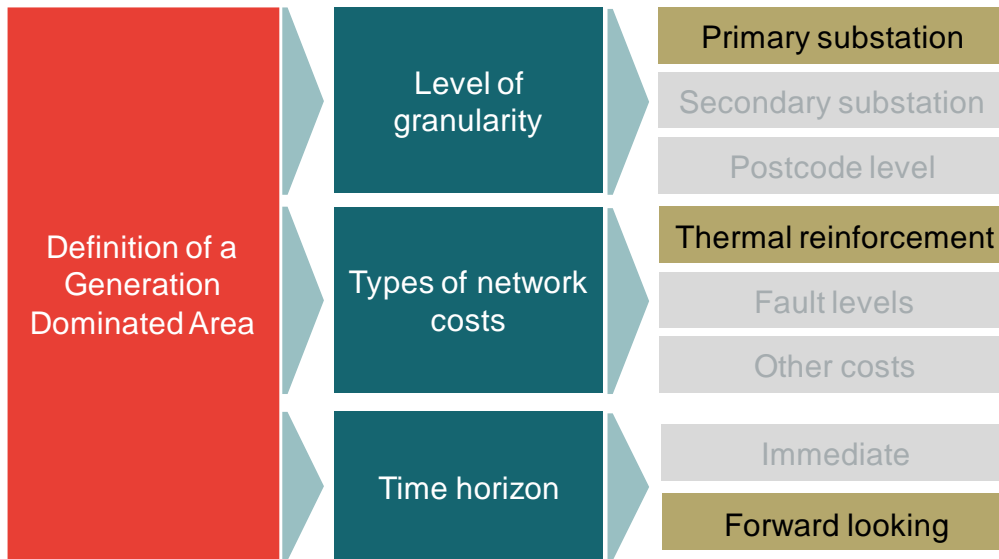 Definition of a
Generation
Dominated Area
Level of
granularity
Primary substation
Secondary substation
Postcode level
Types of network
costs
Thermal reinforcement
Fault levels
Other costs
Time horizon
Immediate
Forward looking